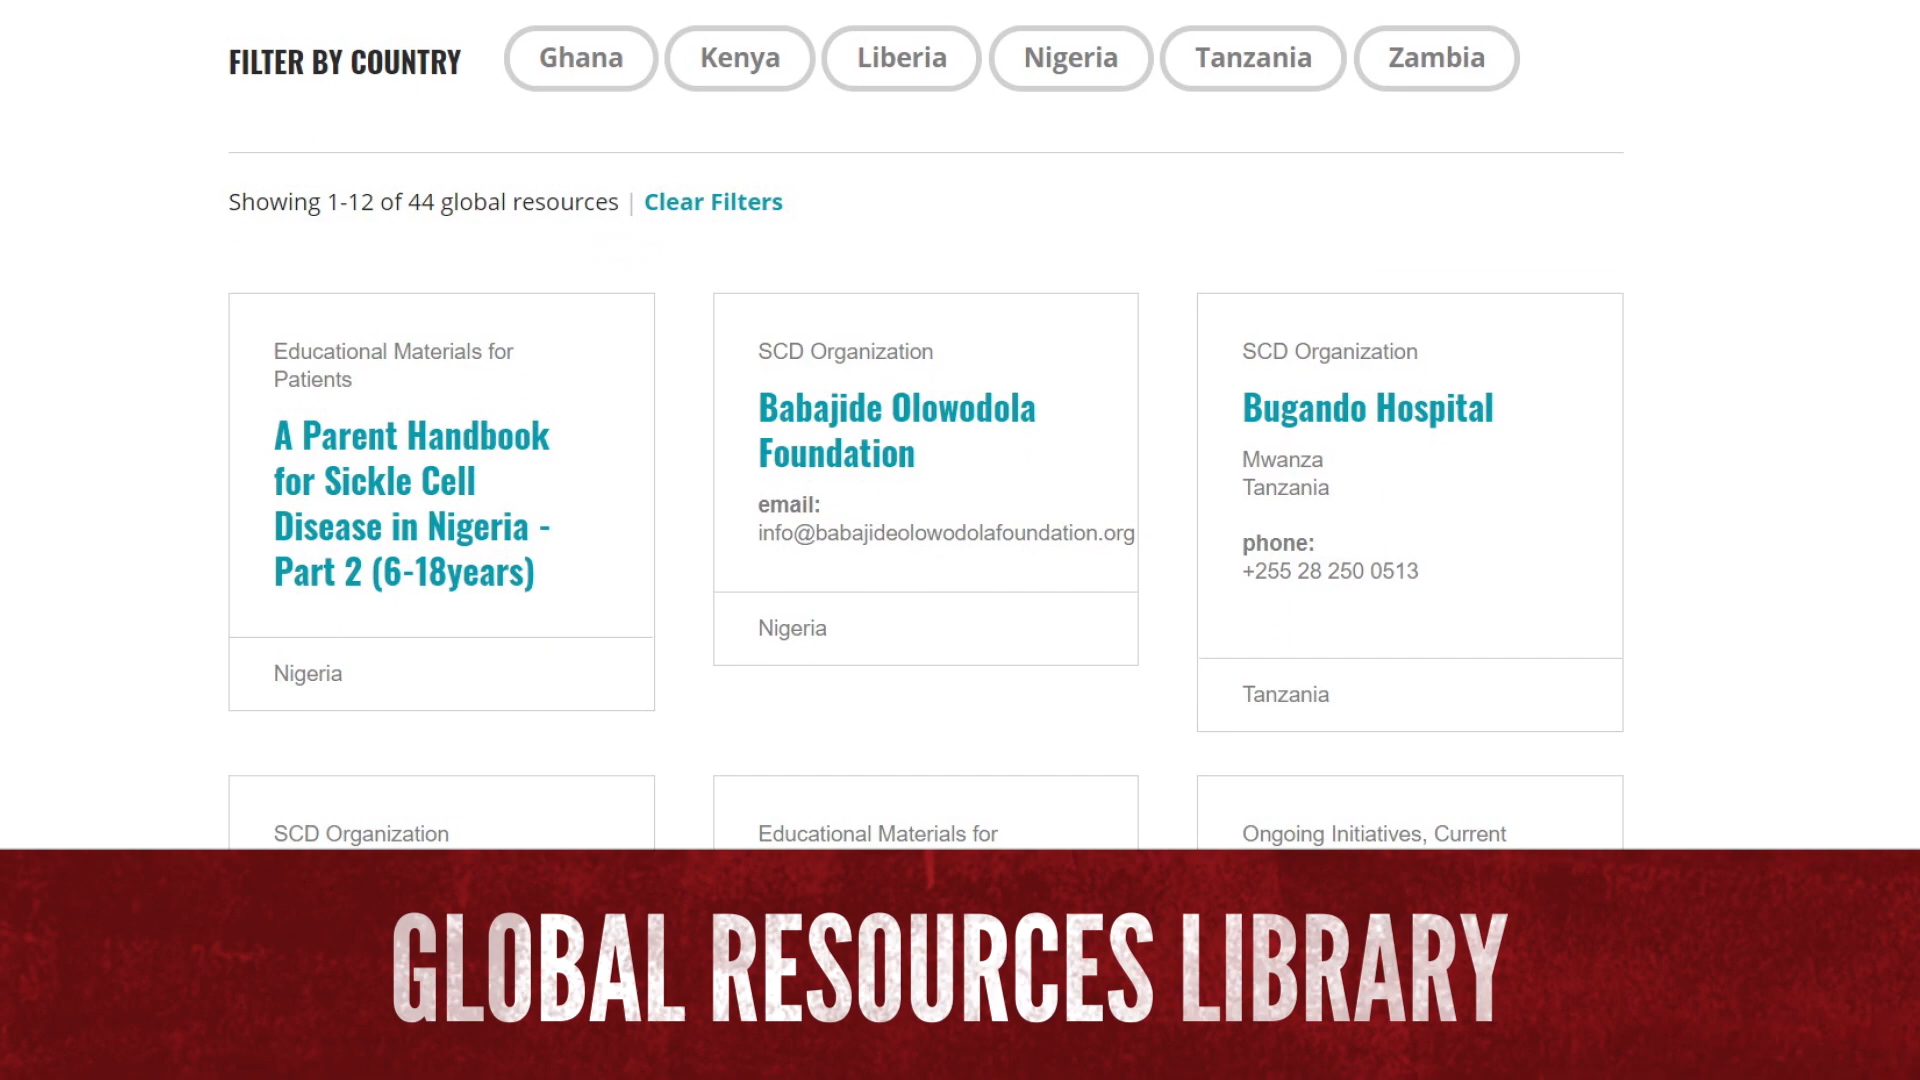 FILTER BY COUNTRY
Ghana
Kenya
Liberia
Nigeria
Tanzania
Zambia
Showing 1-12 of 44 global resources | Clear Filters
Educational Materials for
Patients
A Parent Handbook
for Sickle Cell
Disease in Nigeria -
Part 2 (6-18years)
Nigeria
SCD Organization
Babajide Olowodola
Foundation
email:
info@babajideolowodolafoundation.org
Nigeria
SCD Organization
Bugando Hospital
Mwanza
Tanzania
phone:
+255 28 250 0513
Tanzania
SCD Organization
Educational Materials for
Ongoing Initiatives, Current
GLOBAL RESOURCES LIBRARY